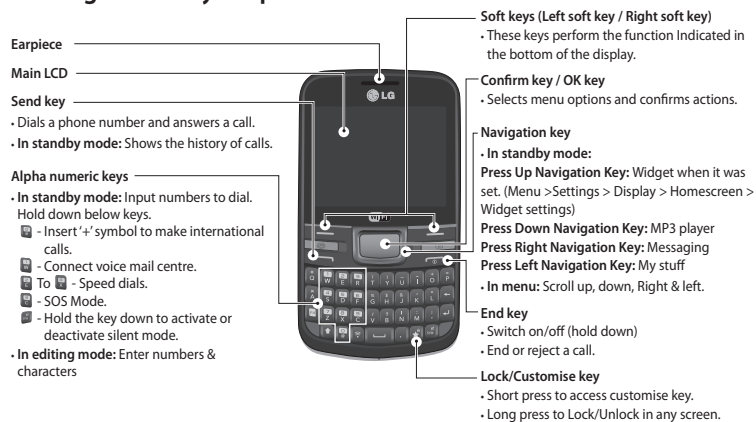 Earpiece
Main LCD
Send key
• Dials a phone number and answers a call.
• In standby mode: Shows the history of calls.
Alpha numeric keys
• In standby mode: Input numbers to dial.
Hold down below keys.
- Insert '+' symbol to make international
calls.
- Connect voice mail centre.
To - Speed dials.
- SOS Mode.
- Hold the key down to activate or
deactivate silent mode.
• In editing mode: Enter numbers &
characters
LG
WiFi
Soft keys (Left soft key / Right soft key)
• These keys perform the function Indicated in
the bottom of the display.
Confirm key / OK key
• Selects menu options and confirms actions.
Navigation key
• In standby mode:
Press Up Navigation Key: Widget when it was
set. (Menu >Settings > Display > Homescreen >
Widget settings)
Press Down Navigation Key: MP3 player
Press Right Navigation Key: Messaging
Press Left Navigation Key: My stuff
• In menu: Scroll up, down, Right & left.
End key
• Switch on/off (hold down)
• End or reject a call.
Lock/Customise key
• Short press to access customise key.
• Long press to Lock/Unlock in any screen.